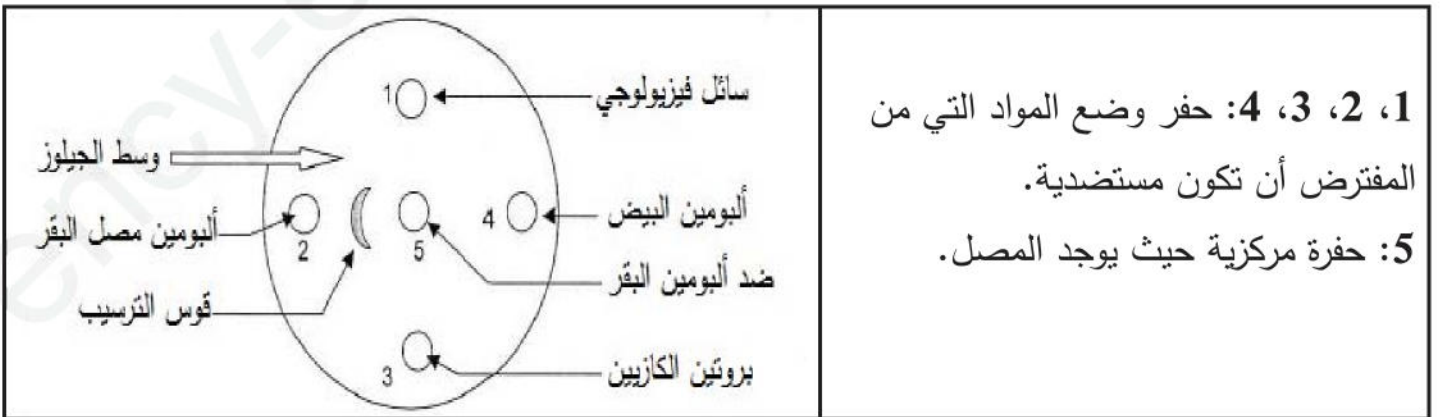 1، 2، 3، 4: حفر وضع المواد التي من
المفترض أن تكون مستضدية.
5: حفرة مركزية حيث يوجد المصل.
سائل فيزيولوجي
1
وسط الجيلوز
ألبومين البيض
4
5
2
ألبومين مصل البقر
ضد ألبومين البقر
قوس الترسيب
بروتين الكازيين
3